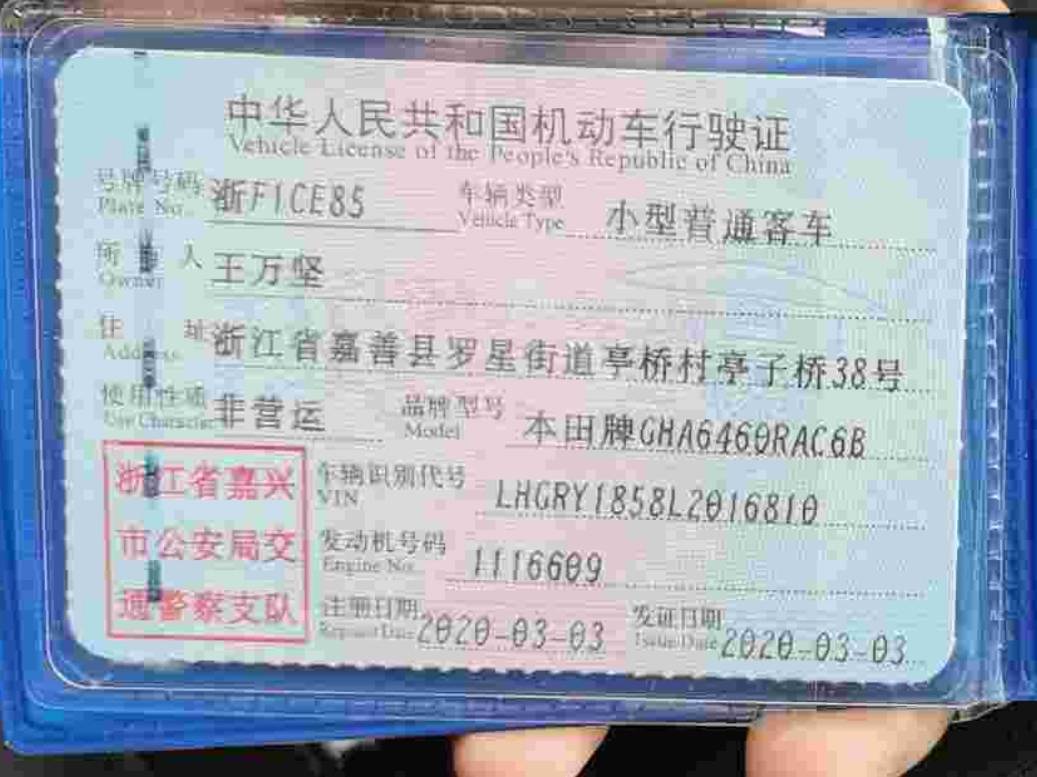 中华人民共和国机动车行驶证
Vehicle License of the People's Republic of China
号牌号码 浙F1CE85 车辆类型 小型普通客车
Plate No. Vehicle Type
所 人 王万坚
Owner
住 址 浙江省嘉善县罗星街道亭桥村亭子桥38号
Address
使用性质 非营运 品牌型号 本田牌GHA6460RAC6B
Use Character Model
浙江省嘉兴 车辆识别代号 LHGRY1858L2016810
VIN
市公安局交 发动机号码 1116609
Engine No.
通警察支队 注册日期 2020-03-03 发证日期 2020-03-03
Register Date Issue Date